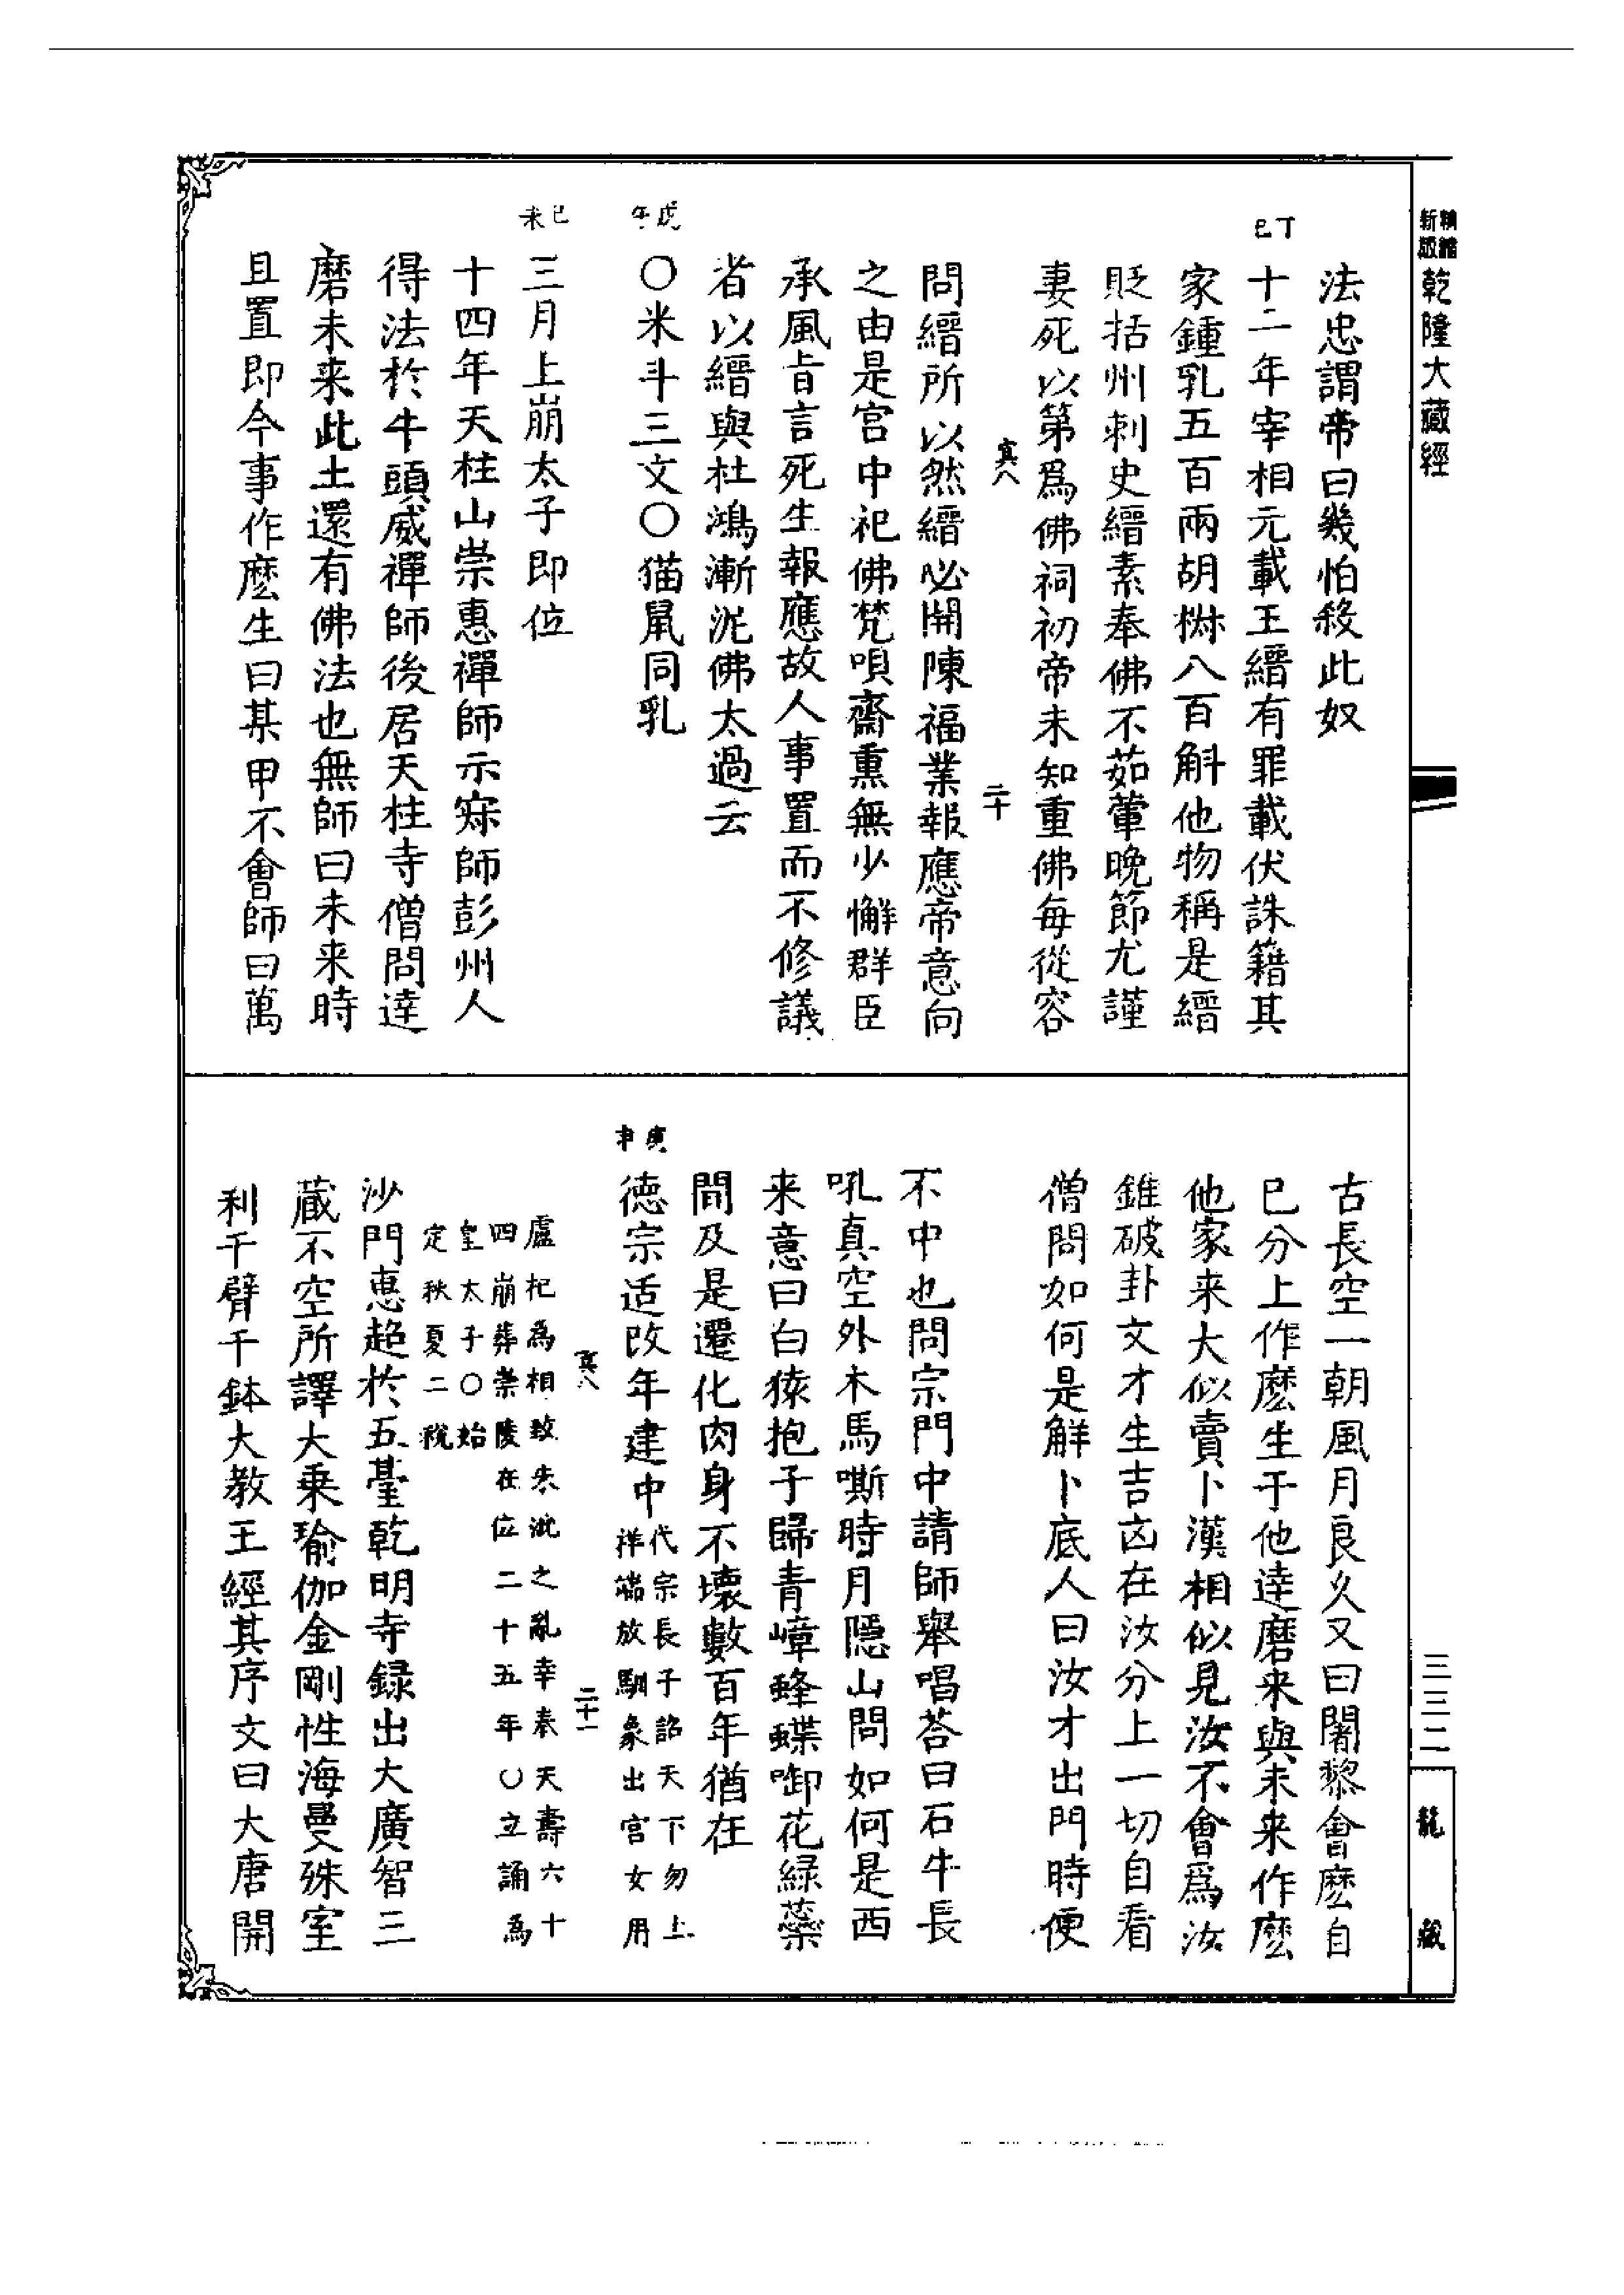 精縮
新版
乾隆大藏經
法忠謂帝曰幾怕殺此奴
丁
巳
十二年宰相元載王縉有罪載伏誅籍其
家鍾乳五百兩胡椒八百斛他物稱是縉
貶括州刺史縉素奉佛不茹葷晚節尤謹
妻死以第爲佛祠初帝未知重佛每從容
寘八
二十
問縉所以然縉必開陳福業報應帝意向
之由是宮中祀佛梵唄齋熏無少懈群臣
承風旨言死生報應故人事置而不修議
者以縉與杜鴻漸泥佛太過云
戊
午
〇米斗三文〇猫鼠同乳
己
未
三月上崩太子即位
十四年天柱山崇惠禪師示寂師彭州人
得法於牛頭威禪師後居天柱寺僧問達
磨未来此土還有佛法也無師曰未来時
且置即今事作麽生曰某甲不會師曰萬
古長空一朝風月良久又曰闍黎會麽自
巳分上作麽生干他達磨来與未来作麽
他家来大似賣卜漢相似見汝不會爲汝
錐破卦文才生吉凶在汝分上一切自看
僧問如何是解卜底人曰汝才出門時便
不中也問宗門中請師舉唱荅曰石牛長
吼真空外木馬嘶時月隱山問如何是西
来意曰白猿抱子歸青嶂蜂蝶啣花緑蘂
間及是遷化肉身不壞數百年猶在
庚
申
德宗适改年建中
代宗長子詔天下勿上
祥瑞放馴象出宮女用
寘八
二十一
盧杞為相致朱泚之亂幸奉天壽六十
四崩葬崇陵在位二十五年〇立誦為
皇太子〇始
定秋夏二稅
沙門惠超於五臺乾明寺録出大廣智三
蔵不空所譯大乗瑜伽金剛性海曼殊室
利千臂千鉢大教王經其序文曰大唐開
三三二
龍藏